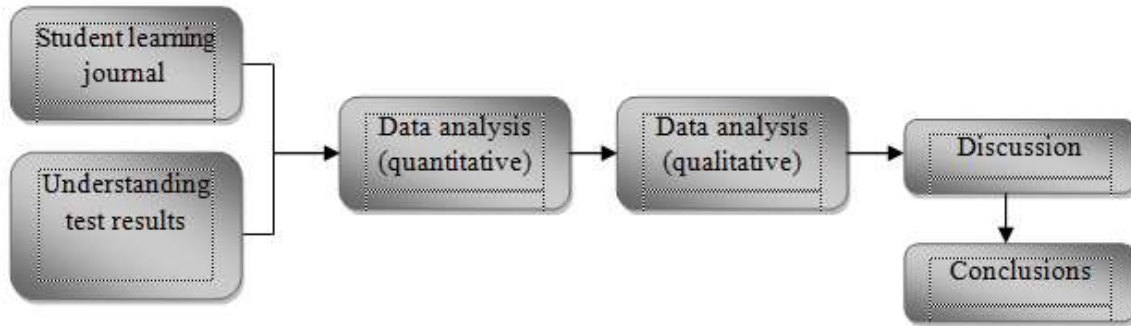 Student learning
journal
Understanding
test results
Data analysis
(quantitative)
Data analysis
(qualitative)
Discussion
Conclusions